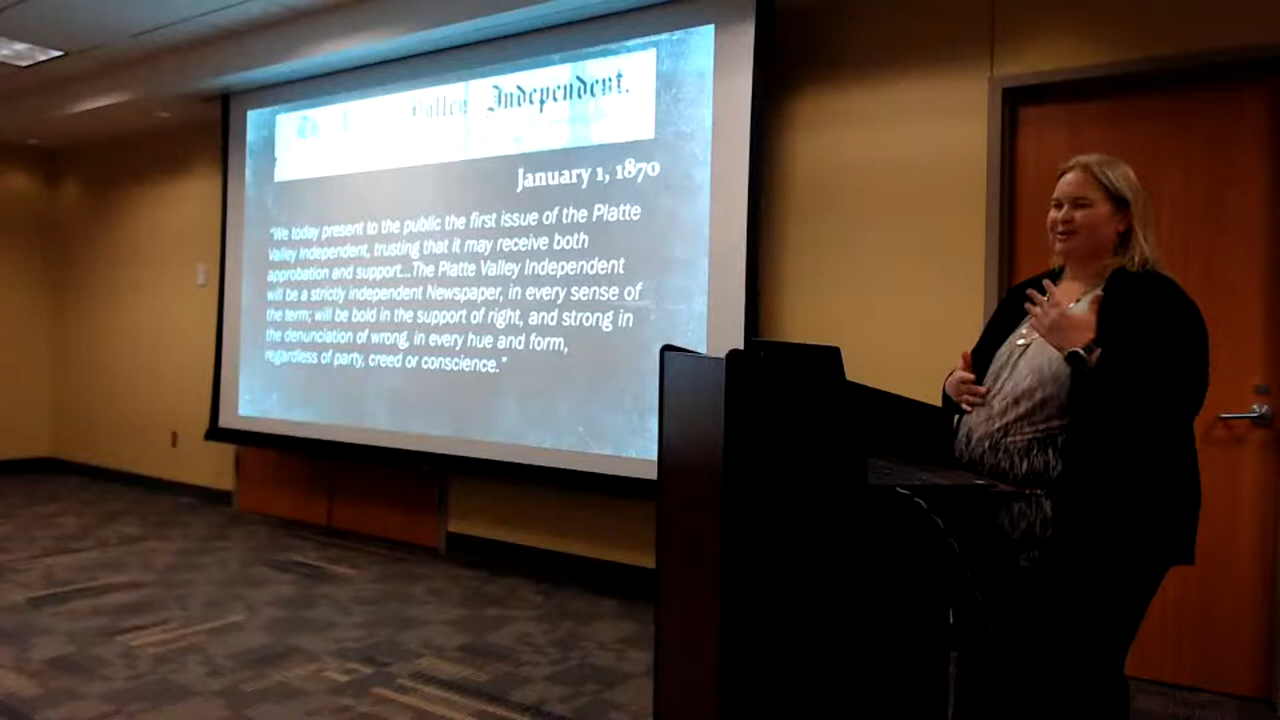 Independent.
January 1, 1870
"We today present to the public the first issue of the Platte
Valley Independent, trusting that it may receive both
approbation and support...The Platte Valley Independent
will be a strictly independent Newspaper, in every sense of
the term; will be bold in the support of right, and strong in
the denunciation of wrong, in every hue and form,
regardless of party, creed or conscience."